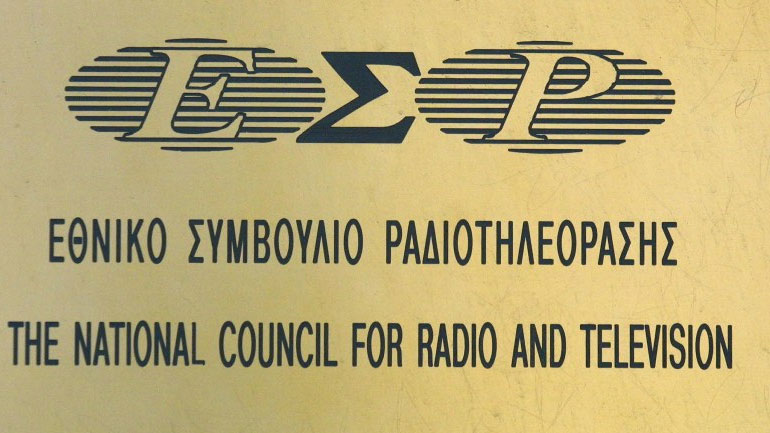 ΕΣΡ
ΕΘΝΙΚΟ ΣΥΜΒΟΥΛΙΟ ΡΑΔΙΟΤΗΛΕΟΡΑΣΗΣ
THE NATIONAL COUNCIL FOR RADIO AND TELEVISION